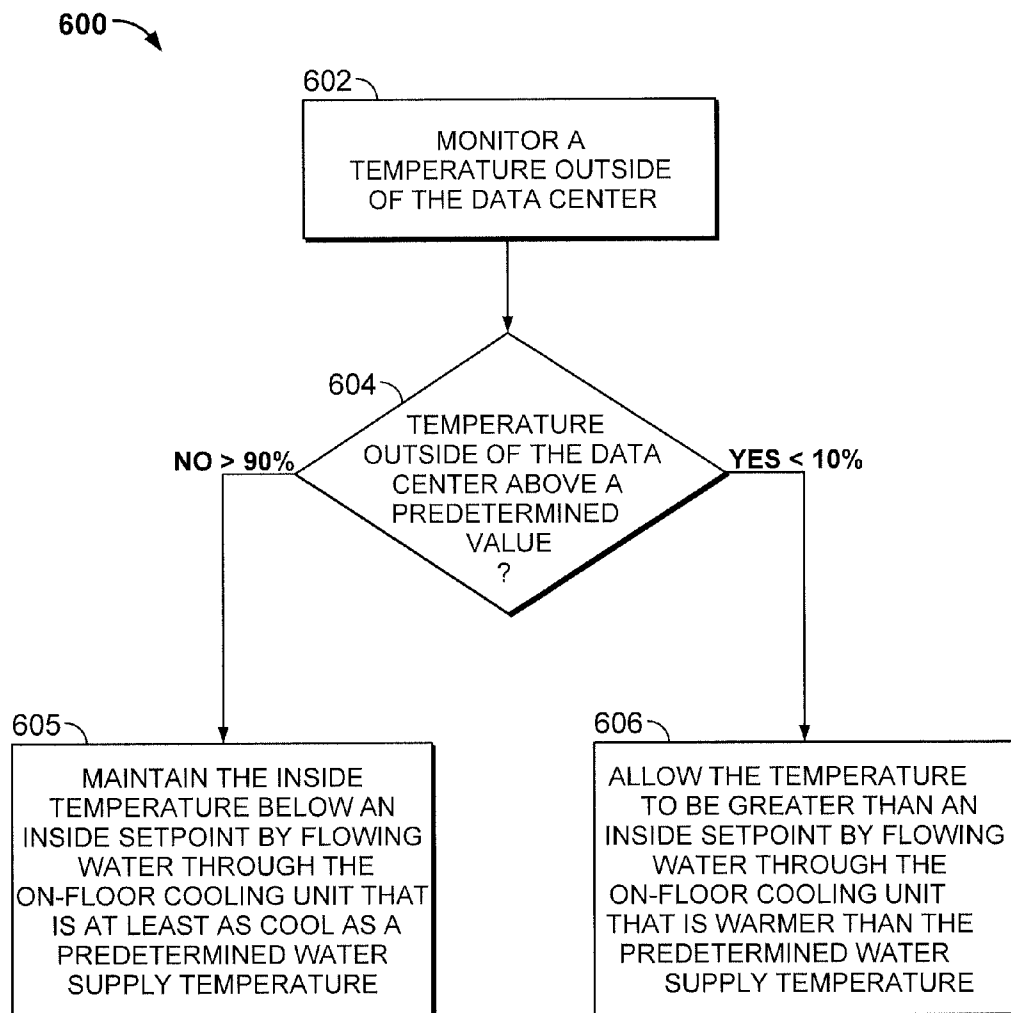 600
602
MONITOR A
TEMPERATURE OUTSIDE
OF THE DATA CENTER
604
TEMPERATURE
OUTSIDE OF THE DATA
CENTER ABOVE A
PREDETERMINED
VALUE
?
NO > 90%
YES < 10%
605
MAINTAIN THE INSIDE
TEMPERATURE BELOW AN
INSIDE SETPOINT BY FLOWING
WATER THROUGH THE
ON-FLOOR COOLING UNIT THAT
IS AT LEAST AS COOL AS A
PREDETERMINED WATER
SUPPLY TEMPERATURE
606
ALLOW THE TEMPERATURE
TO BE GREATER THAN AN
INSIDE SETPOINT BY FLOWING
WATER THROUGH THE
ON-FLOOR COOLING UNIT
THAT IS WARMER THAN THE
PREDETERMINED WATER
SUPPLY TEMPERATURE